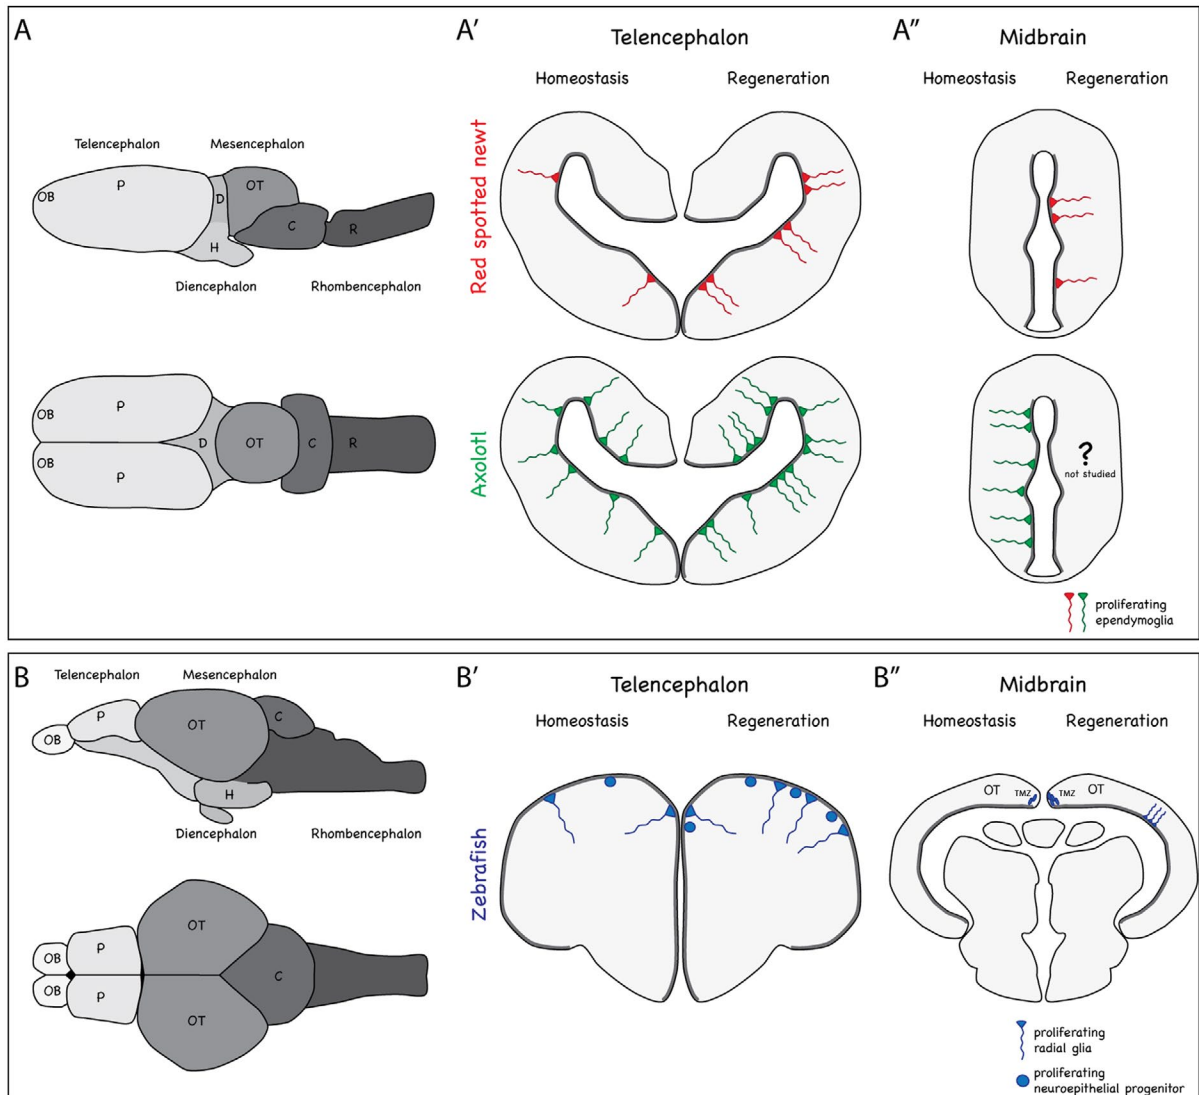 A
Telencephalon
Mesencephalon
OB
P
D
OT
C
R
H
Diencephalon
Rhombencephalon
OB
OB
P
P
D
OT
C
R
A'
Telencephalon
Homeostasis
Regeneration
Red spotted newt
Axolotl
A"
Midbrain
Homeostasis
Regeneration
?
not studied
proliferating
ependymoglia
B
Telencephalon
Mesencephalon
OB
P
OT
C
H
Diencephalon
Rhombencephalon
OB
OB
P
P
OT
OT
C
B'
Telencephalon
Homeostasis
Regeneration
Zebrafish
B"
Midbrain
Homeostasis
Regeneration
OT
TMZ
TMZ
OT
proliferating
radial glia
proliferating
neuroepithelial progenitor